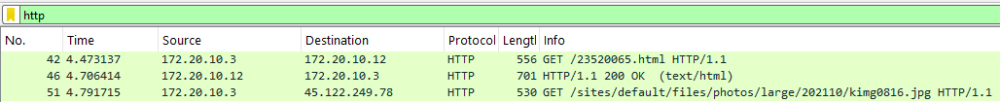 http
No. Time Source Destination Protocol Lengtl Info
42 4.473137 172.20.10.3 172.20.10.12 HTTP 556 GET /23520065.html HTTP/1.1
46 4.706414 172.20.10.12 172.20.10.3 HTTP 701 HTTP/1.1 200 OK (text/html)
51 4.791715 172.20.10.3 45.122.249.78 HTTP 530 GET /sites/default/files/photos/large/202110/kimg0816.jpg HTTP/1.1